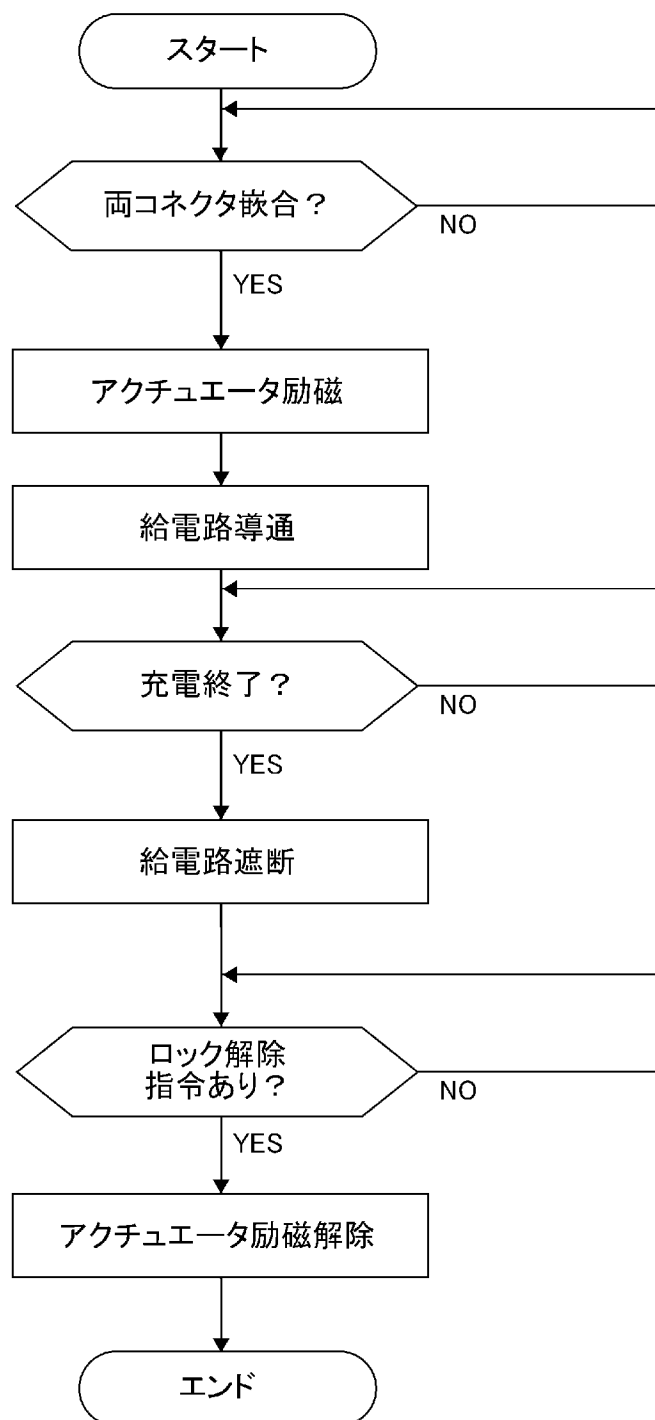 スタート
両コネクタ嵌合？
NO
YES
アクチュエータ励磁
給電路導通
充電終了？
NO
YES
給電路遮断
ロック解除
指令あり？
NO
YES
アクチュエータ励磁解除
エンド